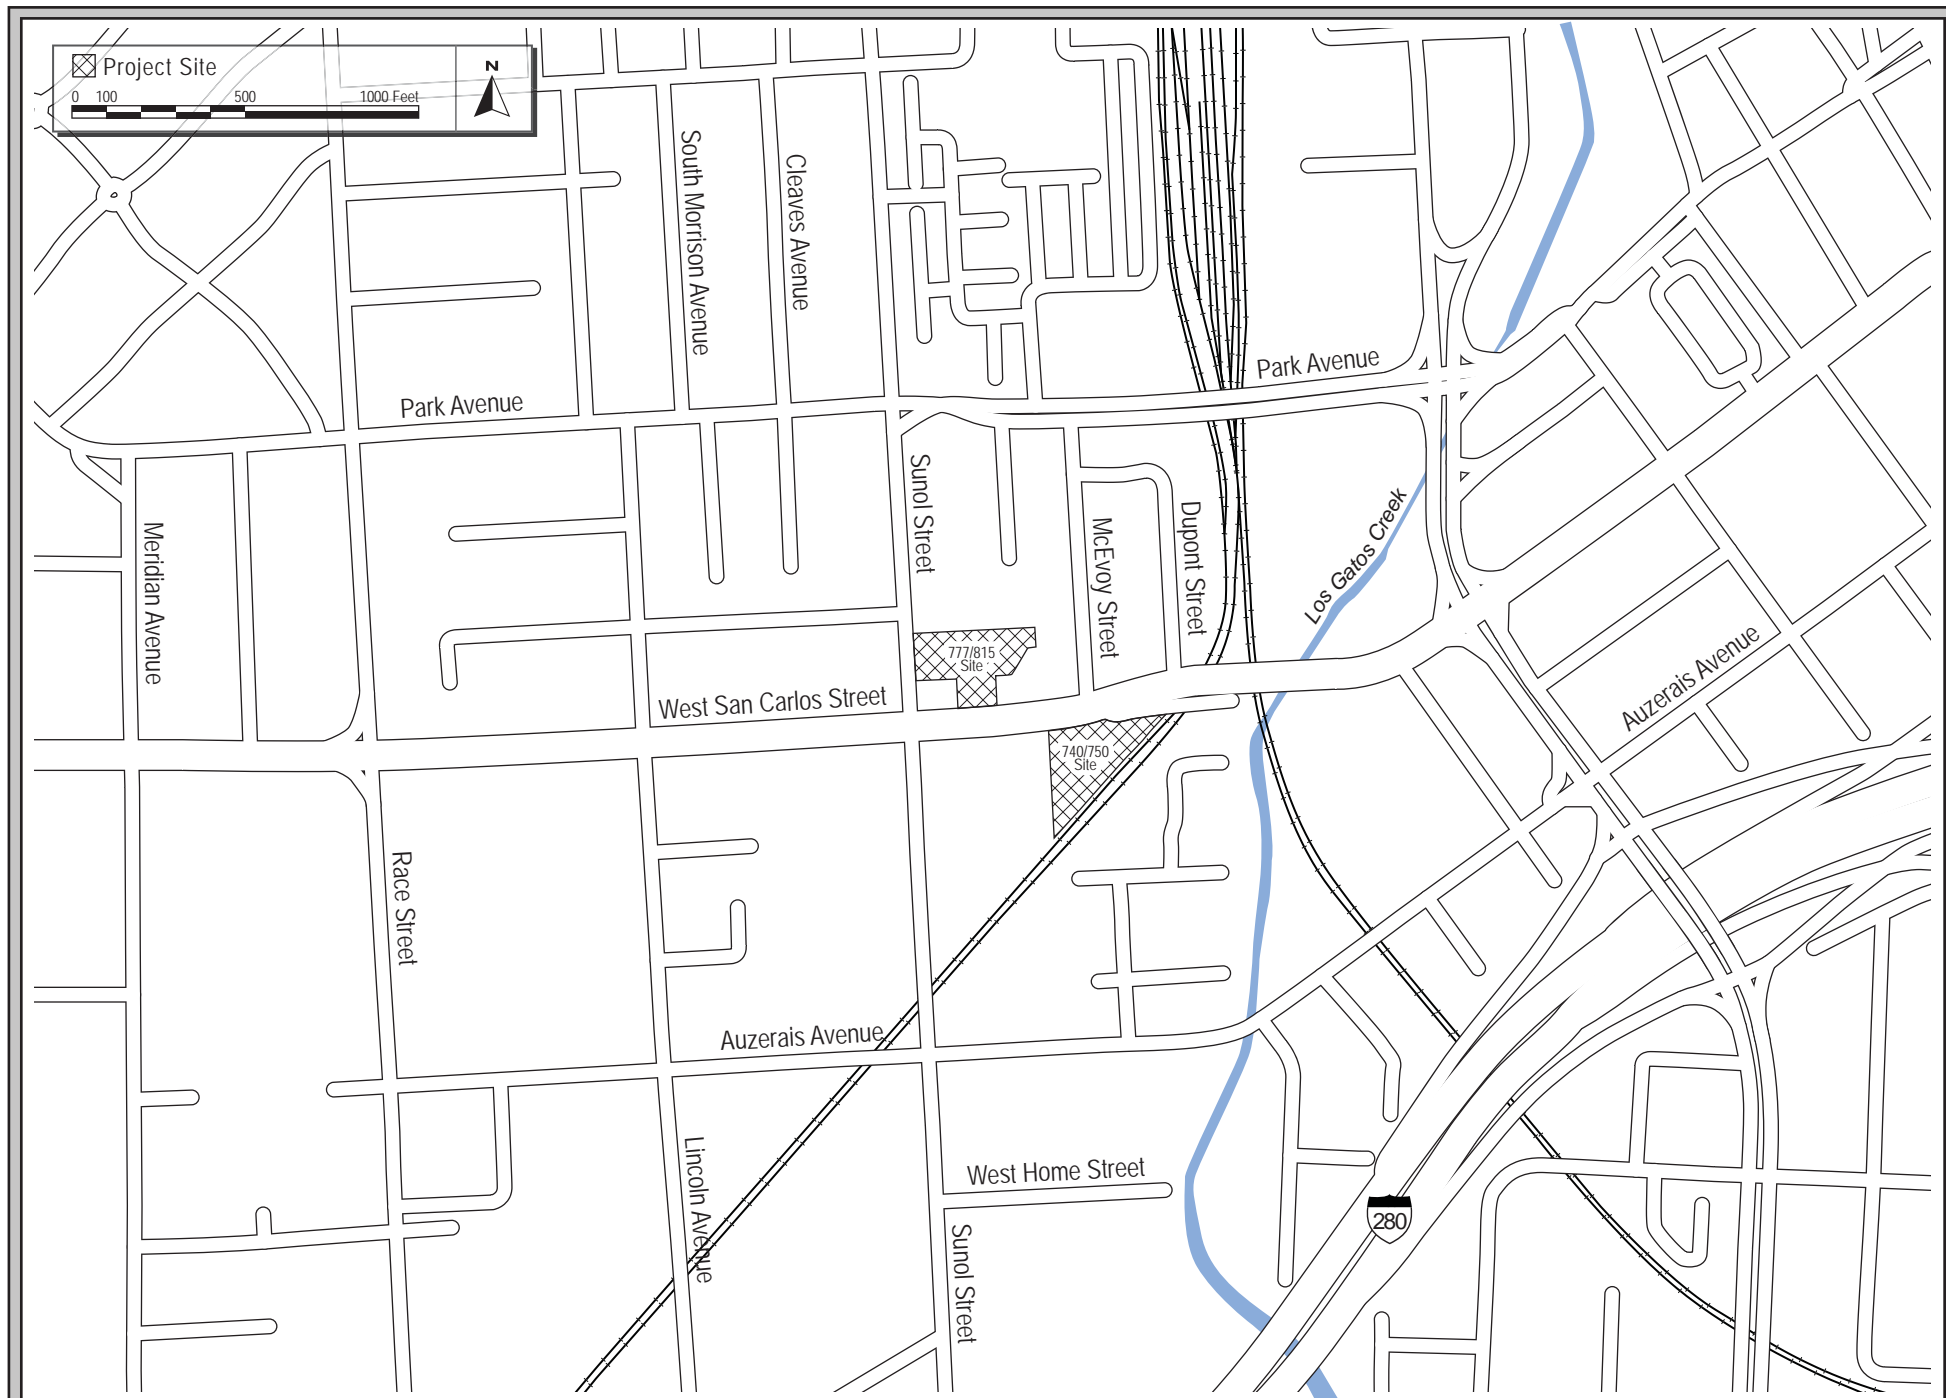 Project Site
0 100 500 1000 Feet
N
South Morrison Avenue
Cleaves Avenue
Park Avenue
Park Avenue
Sunol Street
Meridian Avenue
McEvoy Street
Dupont Street
Los Gatos Creek
777/815
Site
West San Carlos Street
Auzerais Avenue
740/750
Site
Race Street
Auzerais Avenue
Lincoln Avenue
West Home Street
280
Sunol Street